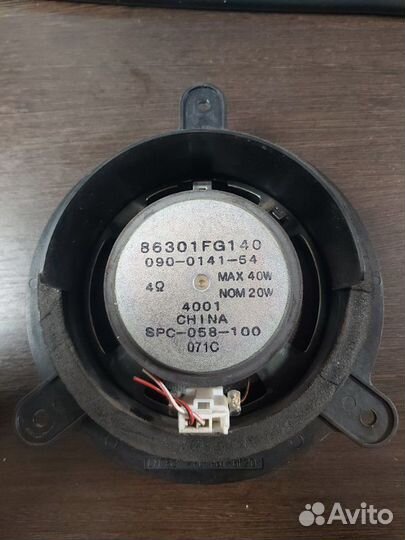 86301FG140
090-0141-54
4Ω
MAX 40W
NOM 20W
4001
CHINA
SPC-058-100
071C
Avito